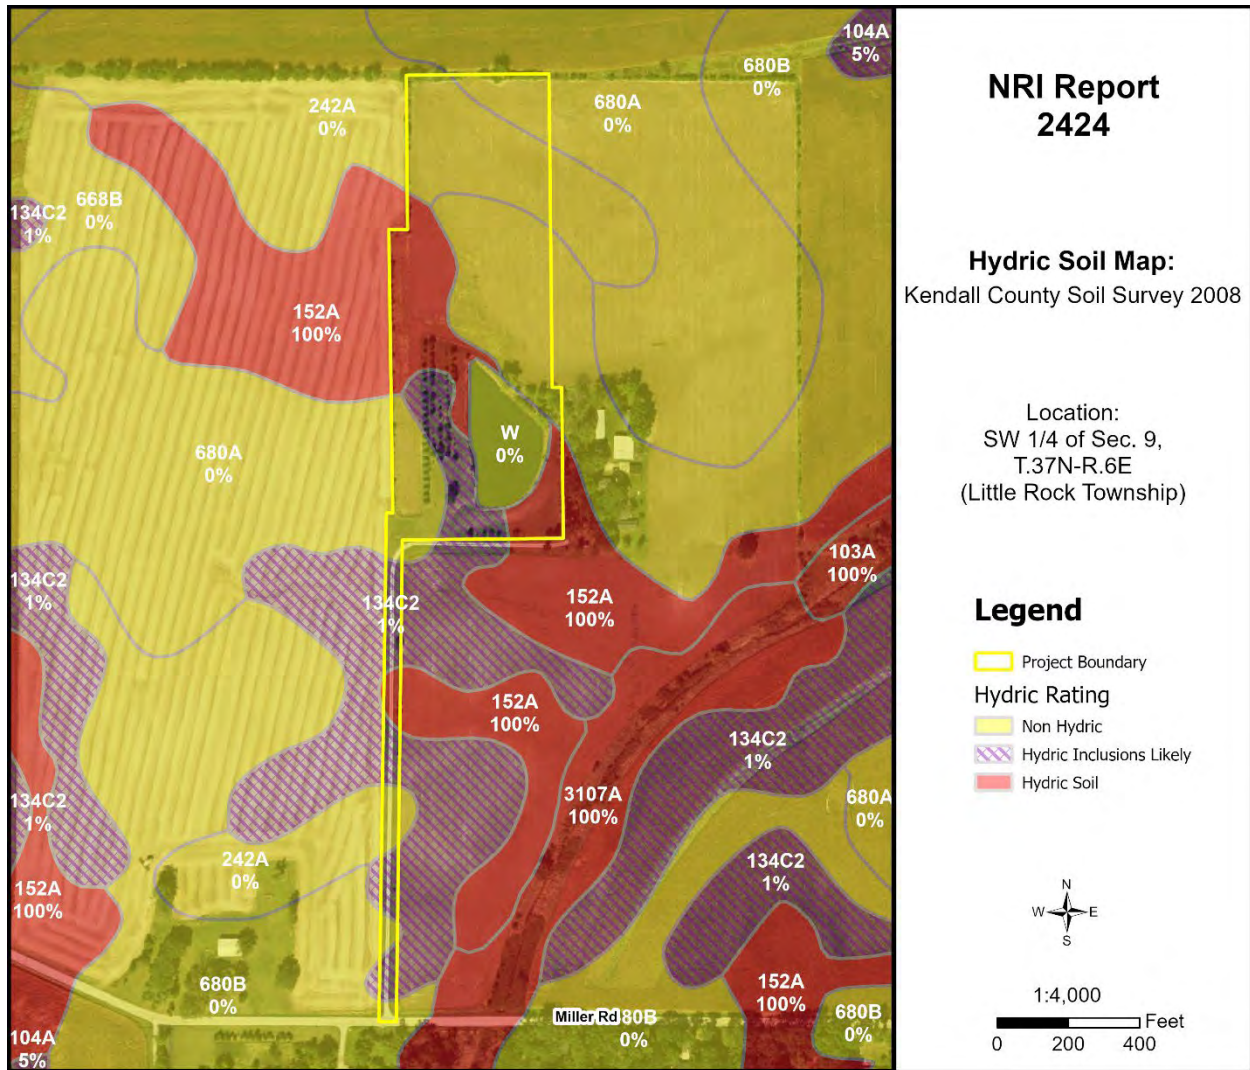 104A
5%
680B
0%
242A
0%
680A
0%
668B
0%
134C2
1%
152A
100%
W
0%
680A
0%
134C2
1%
134C2
1%
152A
100%
103A
100%
152A
100%
134C2
1%
3107A
100%
680A
0%
134C2
1%
242A
0%
134C2
1%
152A
100%
680B
0%
152A
100%
680B
0%
Miller Rd
80B
0%
104A
5%
NRI Report
2424
Hydric Soil Map:
Kendall County Soil Survey 2008
Location:
SW 1/4 of Sec. 9,
T.37N-R.6E
(Little Rock Township)
Legend
Project Boundary
Hydric Rating
Non Hydric
Hydric Inclusions Likely
Hydric Soil
N
W E
S
1:4,000
Feet
0 200 400